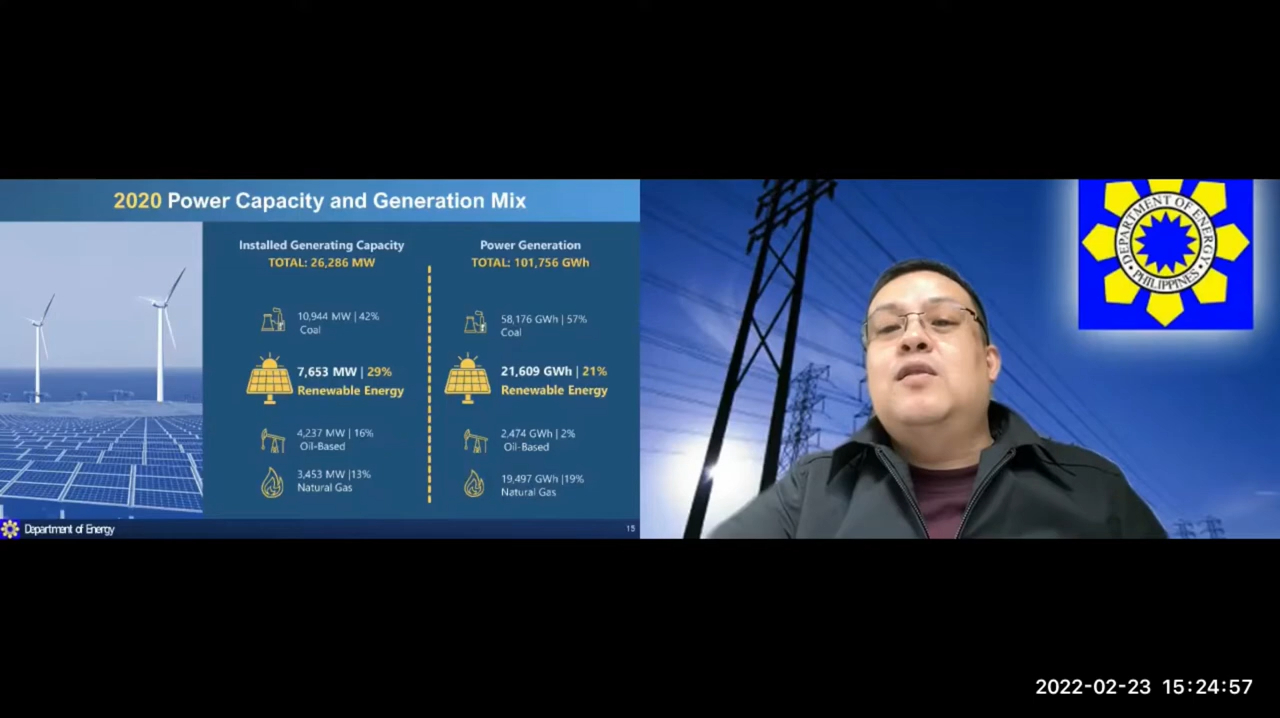 2020 Power Capacity and Generation Mix
Installed Generating Capacity
TOTAL: 26,286 MW
10,944 MW | 42%
Coal
7,653 MW | 29%
Renewable Energy
4,237 MW | 16%
Oil-Based
3,453 MW |13%
Natural Gas
Power Generation
TOTAL: 101,756 GWh
58,176 GWh | 57%
Coal
21,609 GWh | 21%
Renewable Energy
2,474 GWh | 2%
Oil-Based
19,497 GWh |19%
Natural Gas
Department of Energy
15
DEPARTMENT OF ENERGY
PHILIPPINES
2022-02-23 15:24:57